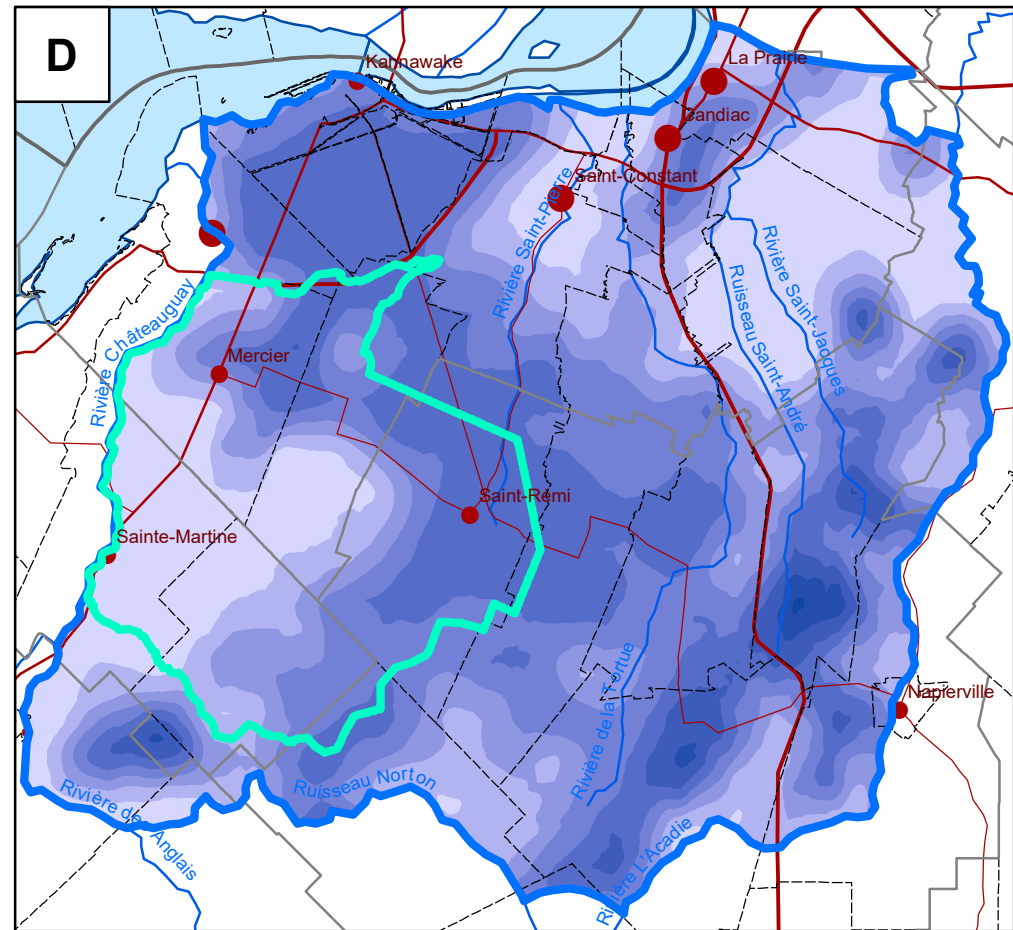 D
Kahnawake
La Prairie
Candiac
Saint-Constant
Rivière Saint-Pierre
Rivière Saint-Jacques
Ruisseau Saint-André
Rivière Châteauguay
Mercier
Saint-Rémi
Sainte-Martine
Rivière de la Tortue
Napierville
Ruisseau Norton
Rivière des Anglais
Rivière L'Acadie